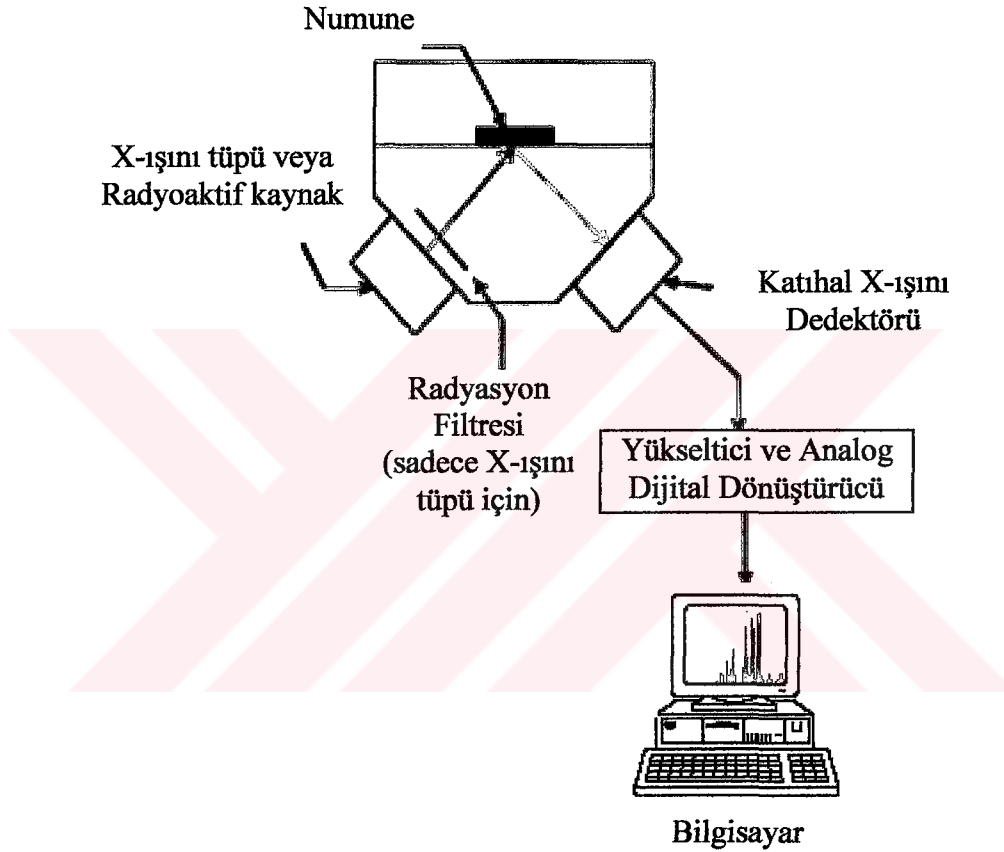 Numune
X-ışını tüpü veya
Radyoaktif kaynak
Katıhal X-ışını
Dedektörü
Radyasyon
Filtresi
(sadece X-ışını
tüpü için)
Yükseltici ve Analog
Dijital Dönüştürücü
Bilgisayar